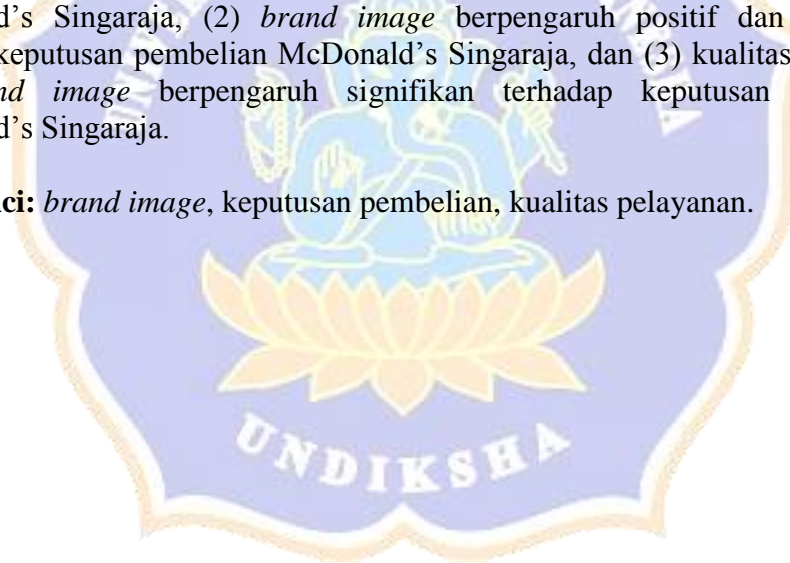 d's Singaraja, (2) brand image berpengaruh positif dan
keputusan pembelian McDonald's Singaraja, dan (3) kualitas
nd image berpengaruh signifikan terhadap keputusan
d's Singaraja.
ci: brand image, keputusan pembelian, kualitas pelayanan.
UNDIKSHA